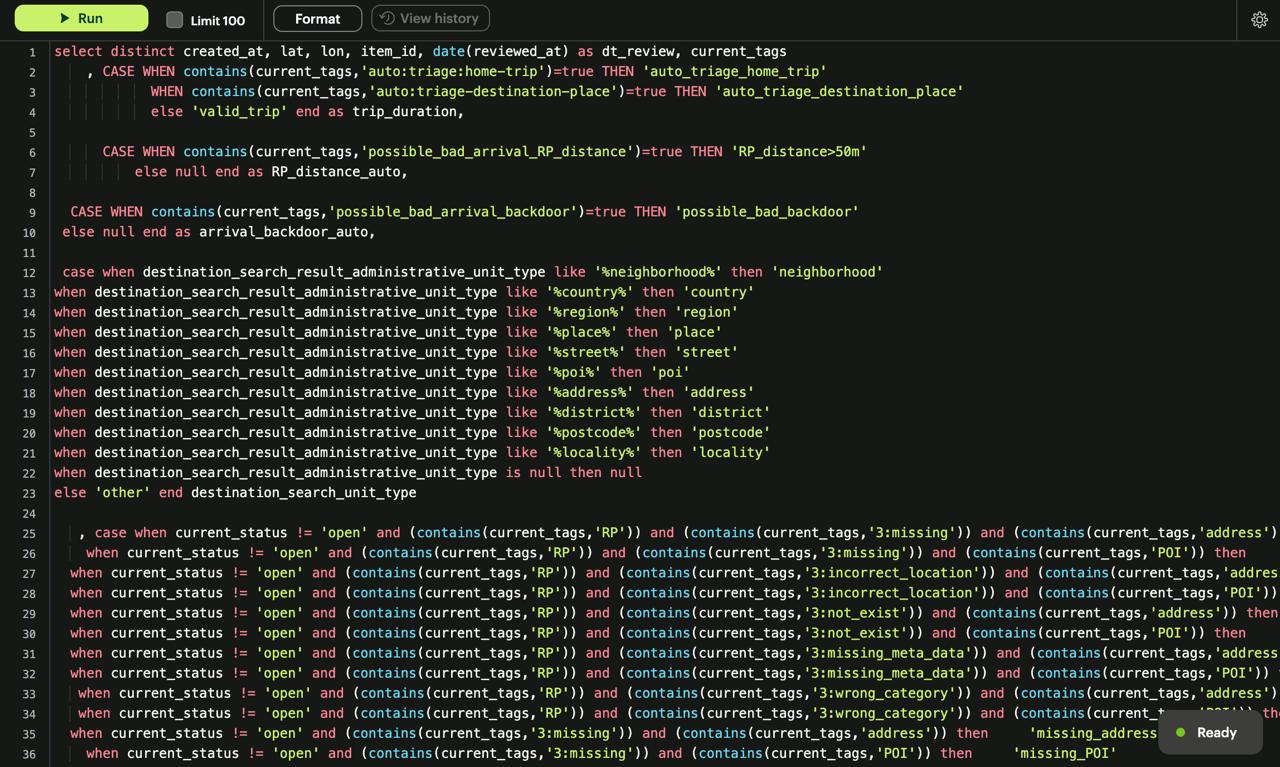 Run
Limit 100
Format
View history
1 select distinct created_at, lat, lon, item_id, date(reviewed_at) as dt_review, current_tags
2 , CASE WHEN contains(current_tags,'auto:triage:home-trip')=true THEN 'auto_triage_home_trip'
3 WHEN contains(current_tags,'auto:triage-destination-place')=true THEN 'auto_triage_destination_place'
4 else 'valid_trip' end as trip_duration,
5
6 CASE WHEN contains(current_tags,'possible_bad_arrival_RP_distance')=true THEN 'RP_distance>50m'
7 else null end as RP_distance_auto,
8
9 CASE WHEN contains(current_tags,'possible_bad_arrival_backdoor')=true THEN 'possible_bad_backdoor'
10 else null end as arrival_backdoor_auto,
11
12 case when destination_search_result_administrative_unit_type like '%neighborhood%' then 'neighborhood'
13 when destination_search_result_administrative_unit_type like '%country%' then 'country'
14 when destination_search_result_administrative_unit_type like '%region%' then 'region'
15 when destination_search_result_administrative_unit_type like '%place%' then 'place'
16 when destination_search_result_administrative_unit_type like '%street%' then 'street'
17 when destination_search_result_administrative_unit_type like '%poi%' then 'poi'
18 when destination_search_result_administrative_unit_type like '%address%' then 'address'
19 when destination_search_result_administrative_unit_type like '%district%' then 'district'
20 when destination_search_result_administrative_unit_type like '%postcode%' then 'postcode'
21 when destination_search_result_administrative_unit_type like '%locality%' then 'locality'
22 when destination_search_result_administrative_unit_type is null then null
23 else 'other' end destination_search_unit_type
24
25 , case when current_status != 'open' and (contains(current_tags,'RP')) and (contains(current_tags,'3:missing')) and (contains(current_tags,'address')
26 when current_status != 'open' and (contains(current_tags,'RP')) and (contains(current_tags,'3:missing')) and (contains(current_tags,'POI')) then
27 when current_status != 'open' and (contains(current_tags,'RP')) and (contains(current_tags,'3:incorrect_location')) and (contains(current_tags,'addres
28 when current_status != 'open' and (contains(current_tags,'RP')) and (contains(current_tags,'3:incorrect_location')) and (contains(current_tags,'POI'))
29 when current_status != 'open' and (contains(current_tags,'RP')) and (contains(current_tags,'3:not_exist')) and (contains(current_tags,'address')) then
30 when current_status != 'open' and (contains(current_tags,'RP')) and (contains(current_tags,'3:not_exist')) and (contains(current_tags,'POI')) then
31 when current_status != 'open' and (contains(current_tags,'RP')) and (contains(current_tags,'3:missing_meta_data')) and (contains(current_tags,'address
32 when current_status != 'open' and (contains(current_tags,'RP')) and (contains(current_tags,'3:missing_meta_data')) and (contains(current_tags,'POI'))
33 when current_status != 'open' and (contains(current_tags,'RP')) and (contains(current_tags,'3:wrong_category')) and (contains(current_tags,'address')
34 when current_status != 'open' and (contains(current_tags,'RP')) and (contains(current_tags,'3:wrong_category')) and (contains(current_t
35 when current_status != 'open' and (contains(current_tags,'3:missing')) and (contains(current_tags,'address')) then 'missing_address
36 when current_status != 'open' and (contains(current_tags,'3:missing')) and (contains(current_tags,'POI')) then 'missing_POI'
Ready